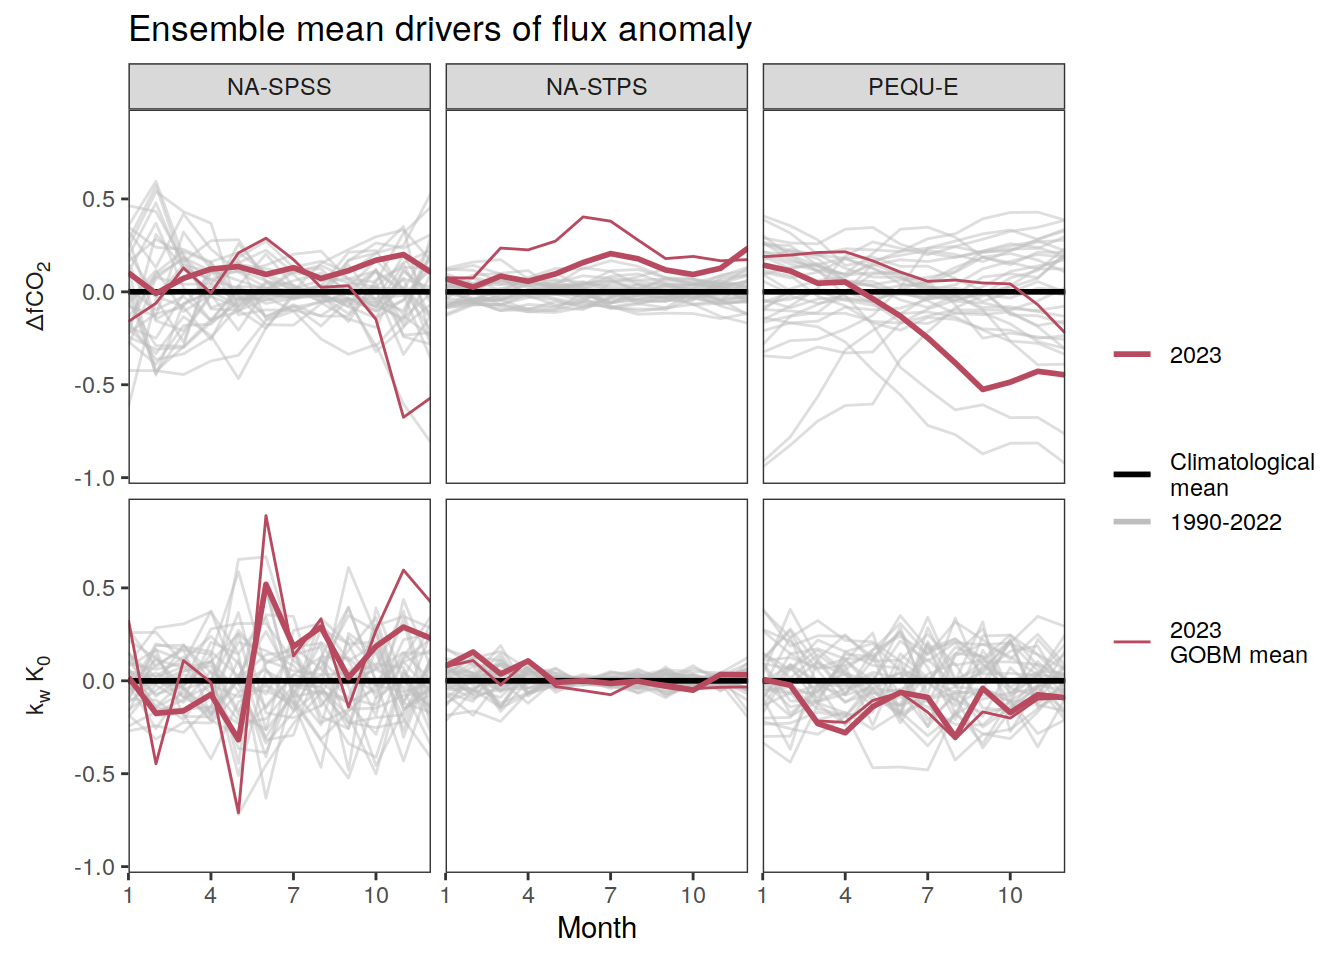 Ensemble mean drivers of flux anomaly
NA-SPSS NA-STPS PEQU-E
ΔfCO₂
0.5
0.0
-0.5
-1.0
k_w K₀
0.5
0.0
-0.5
-1.0
1 4 7 10 1 4 7 10 1 4 7 10
Month
2023
Climatological
mean
1990-2022
2023
GOBM mean